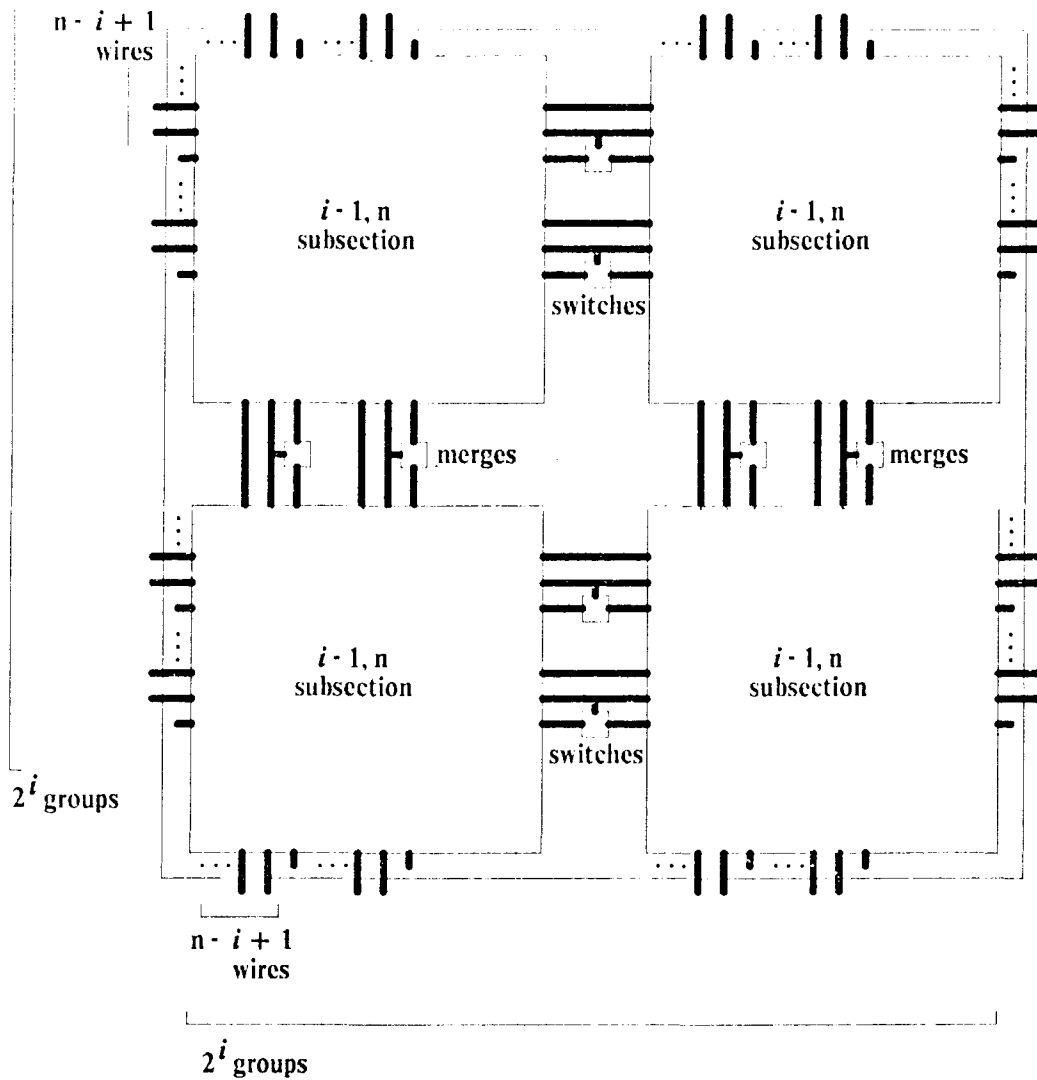 n - i + 1
wires
i - 1, n
subsection
i - 1, n
subsection
switches
merges
merges
i - 1, n
subsection
i - 1, n
subsection
switches
2^i groups
n - i + 1
wires
2^i groups